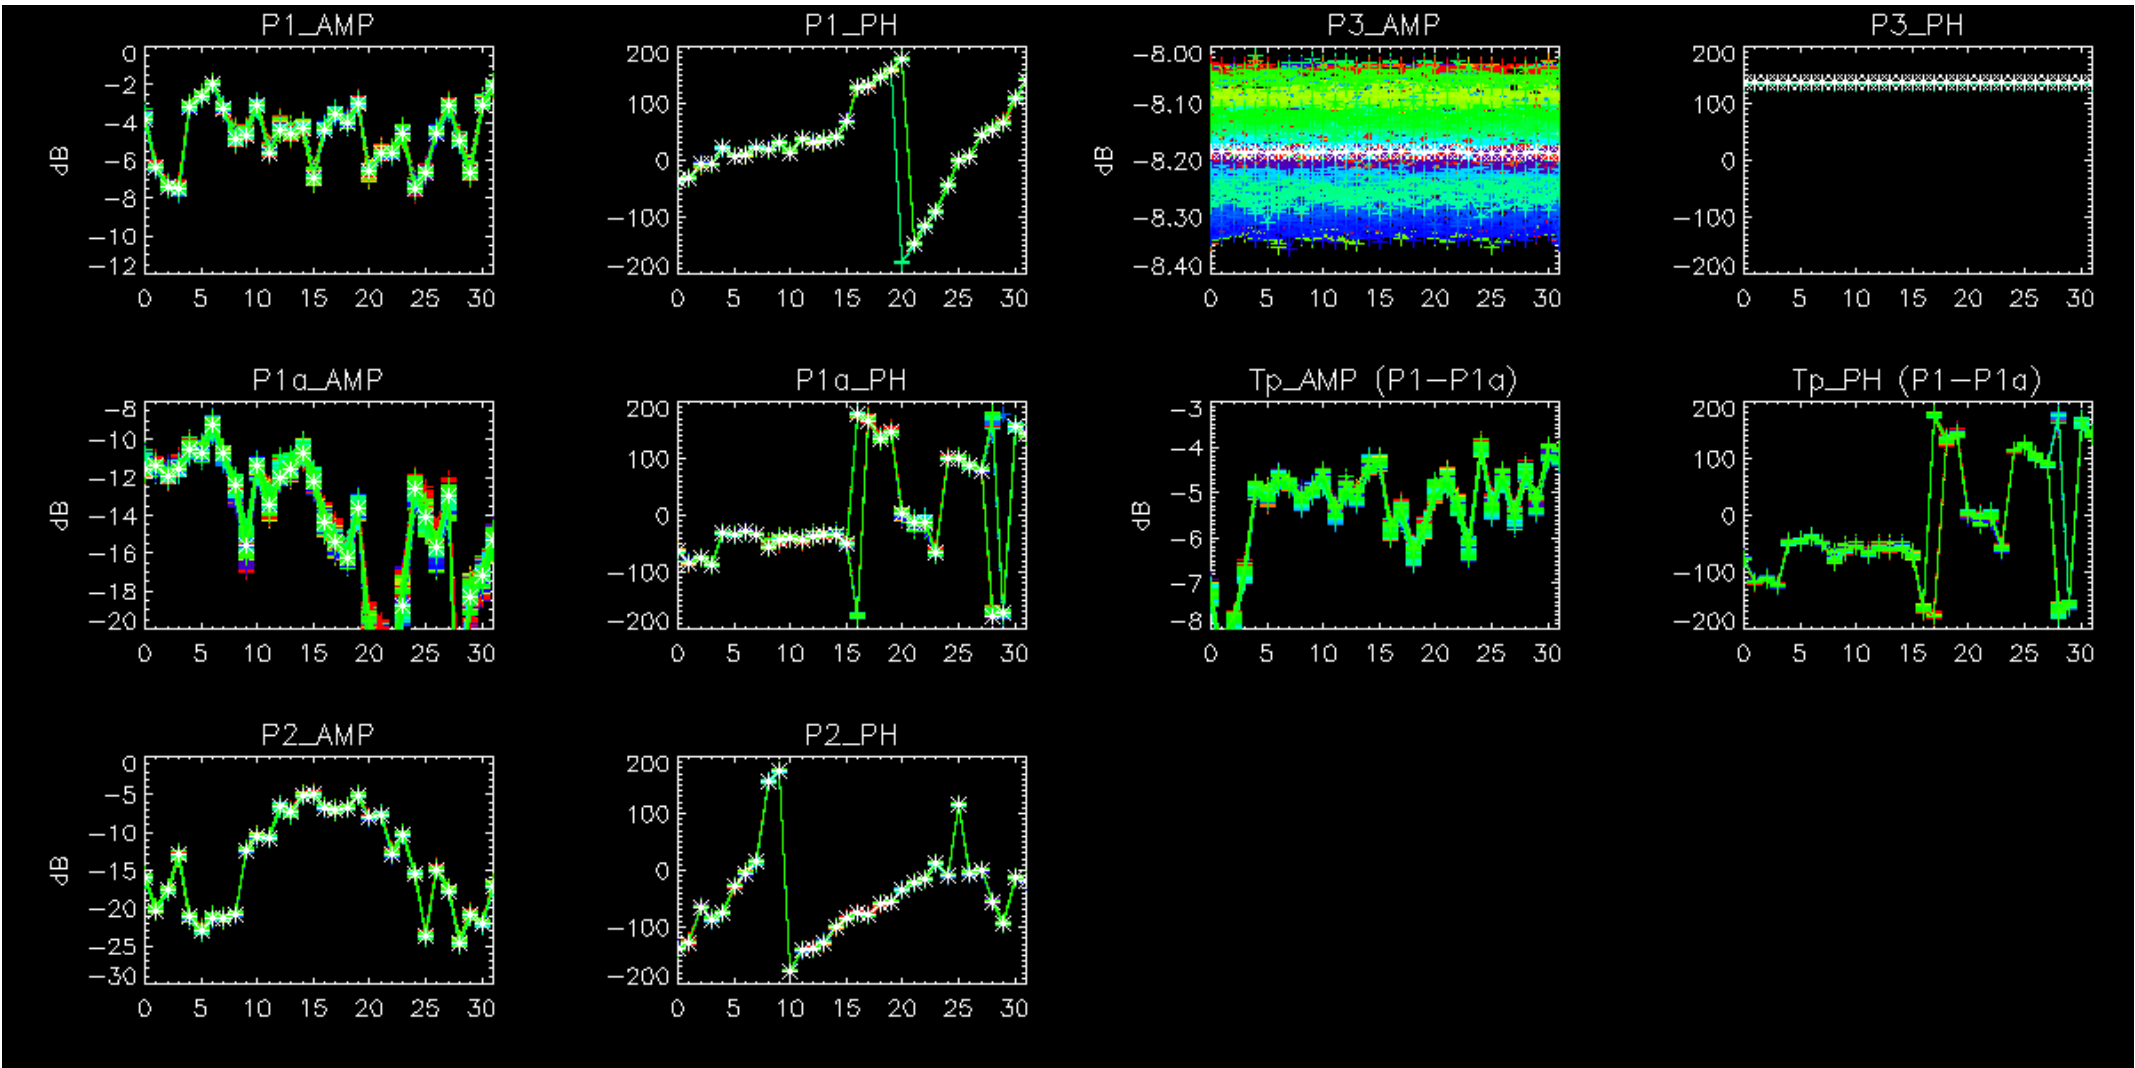 P1_AMP P1_PH P3_AMP P3_PH
0 200 -8.00 200
-2
-4 100 -8.10 100
dB -6 0 dB -8.20 0
-8
-10 -100 -8.30 -100
-12 -200 -8.40 -200
0 5 10 15 20 25 30 0 5 10 15 20 25 30 0 5 10 15 20 25 30 0 5 10 15 20 25 30
P1a_AMP P1a_PH Tp_AMP (P1-P1a) Tp_PH (P1-P1a)
-8 200 -3 200
-10
-12 100 -4 100
dB -14 0 dB -5 0
-16 -6
-18 -100 -7 -100
-20 -200 -8 -200
0 5 10 15 20 25 30 0 5 10 15 20 25 30 0 5 10 15 20 25 30 0 5 10 15 20 25 30
P2_AMP P2_PH
0 200
-5 100
-10
dB -15 0
-20 -100
-25
-30 -200
0 5 10 15 20 25 30 0 5 10 15 20 25 30